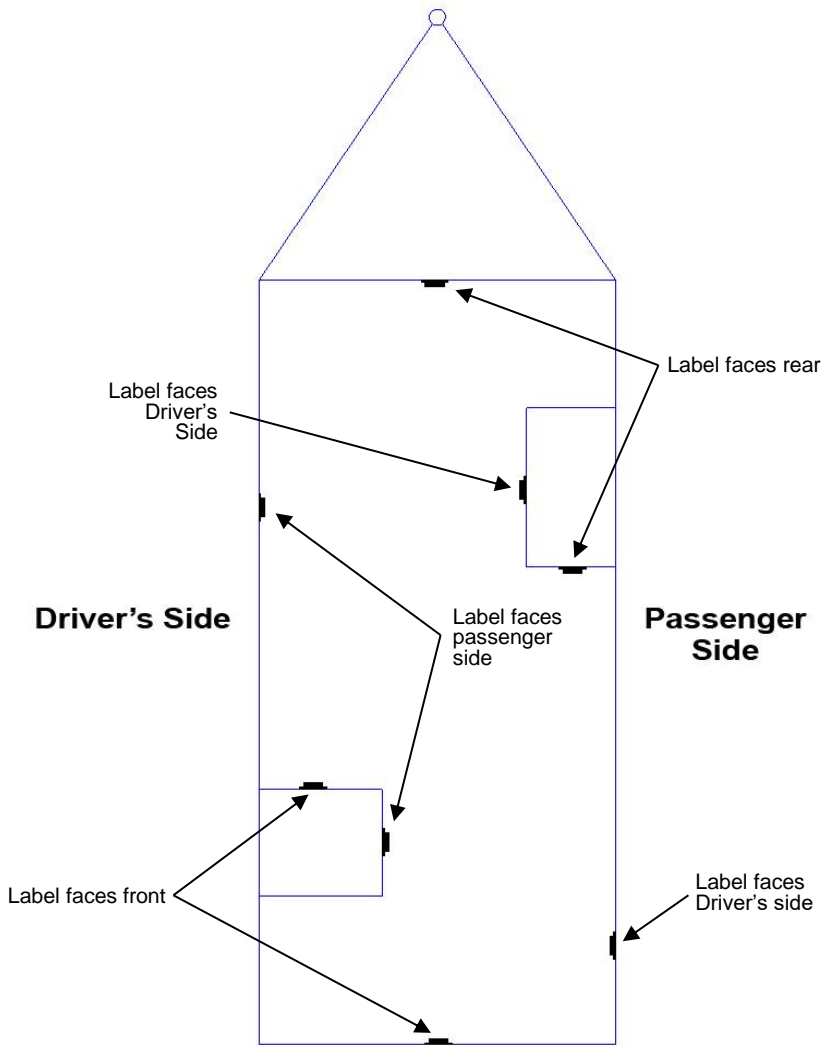 Label faces rear
Label faces
Driver’s
Side
Driver’s Side
Label faces
passenger
side
Passenger
Side
Label faces front
Label faces
Driver’s side